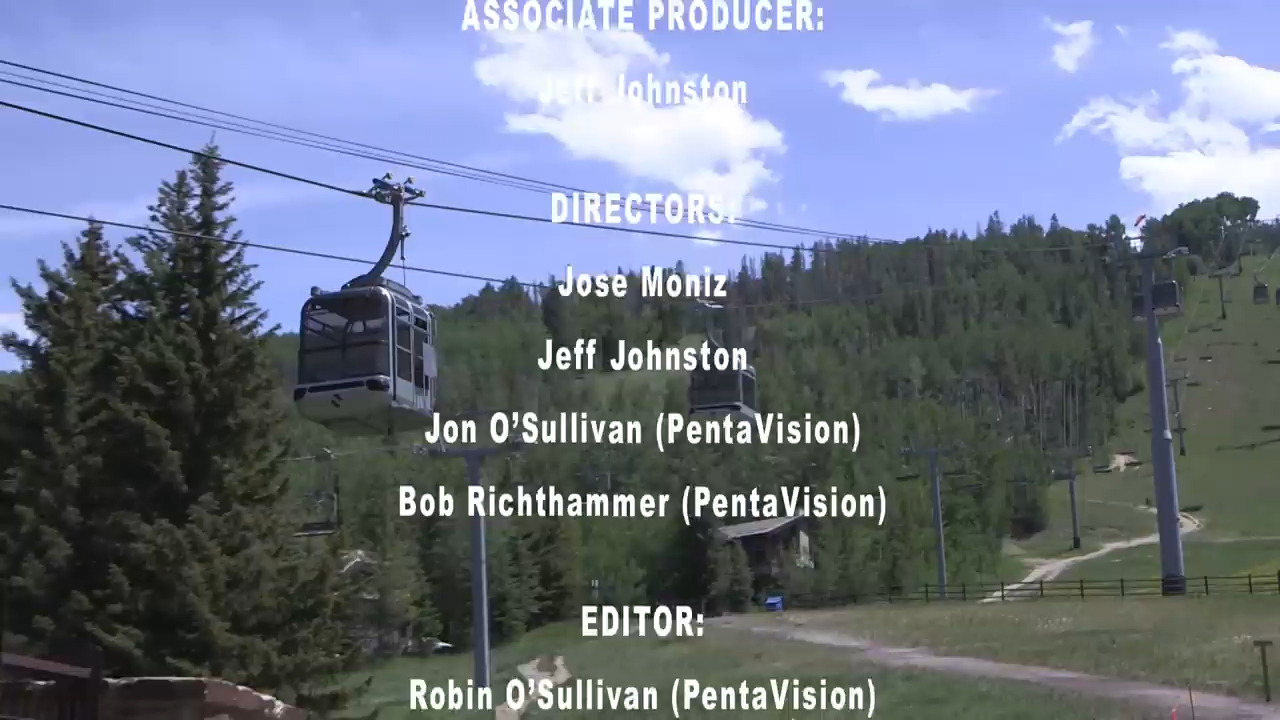 ASSOCIATE PRODUCER:
Jeff Johnston
DIRECTORS:
Jose Moniz
Jeff Johnston
Jon O'Sullivan (PentaVision)
Bob Richthammer (PentaVision)
EDITOR:
Robin O'Sullivan (PentaVision)